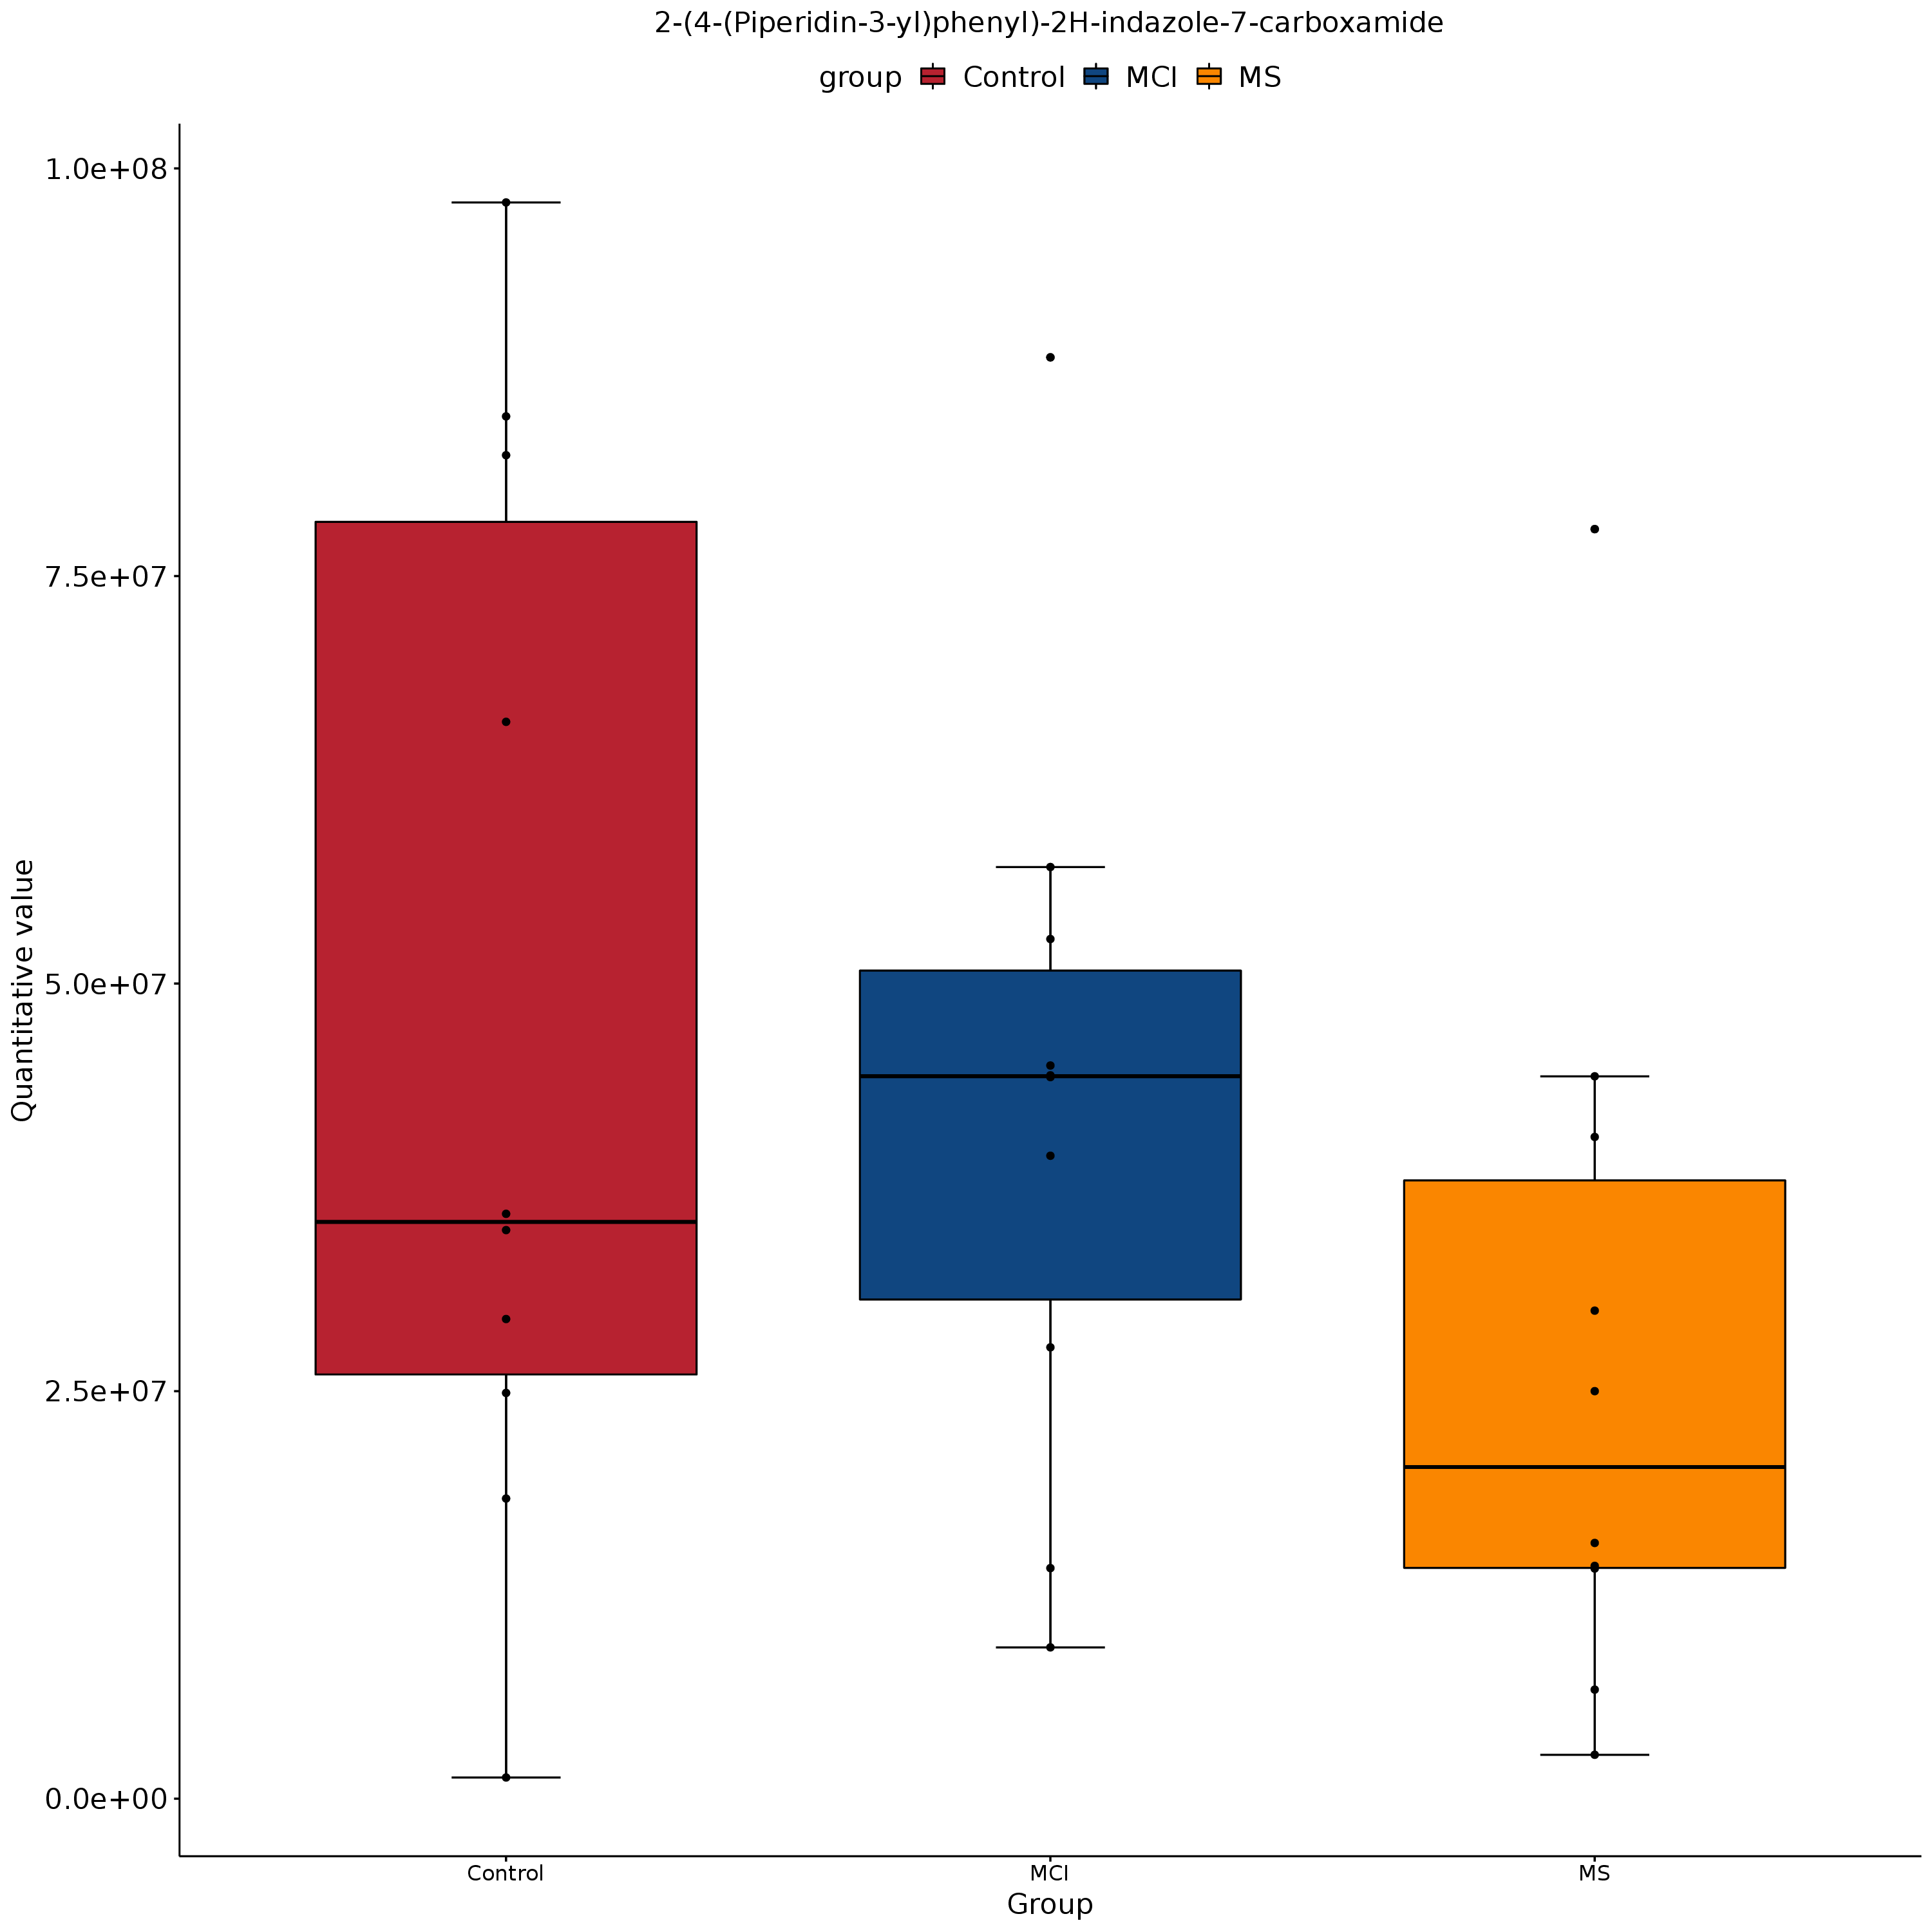 2-(4-(Piperidin-3-yl)phenyl)-2H-indazole-7-carboxamide
group Control MCI MS
1.0e+08
7.5e+07
5.0e+07
2.5e+07
0.0e+00
Quantitative value
Control MCI MS
Group